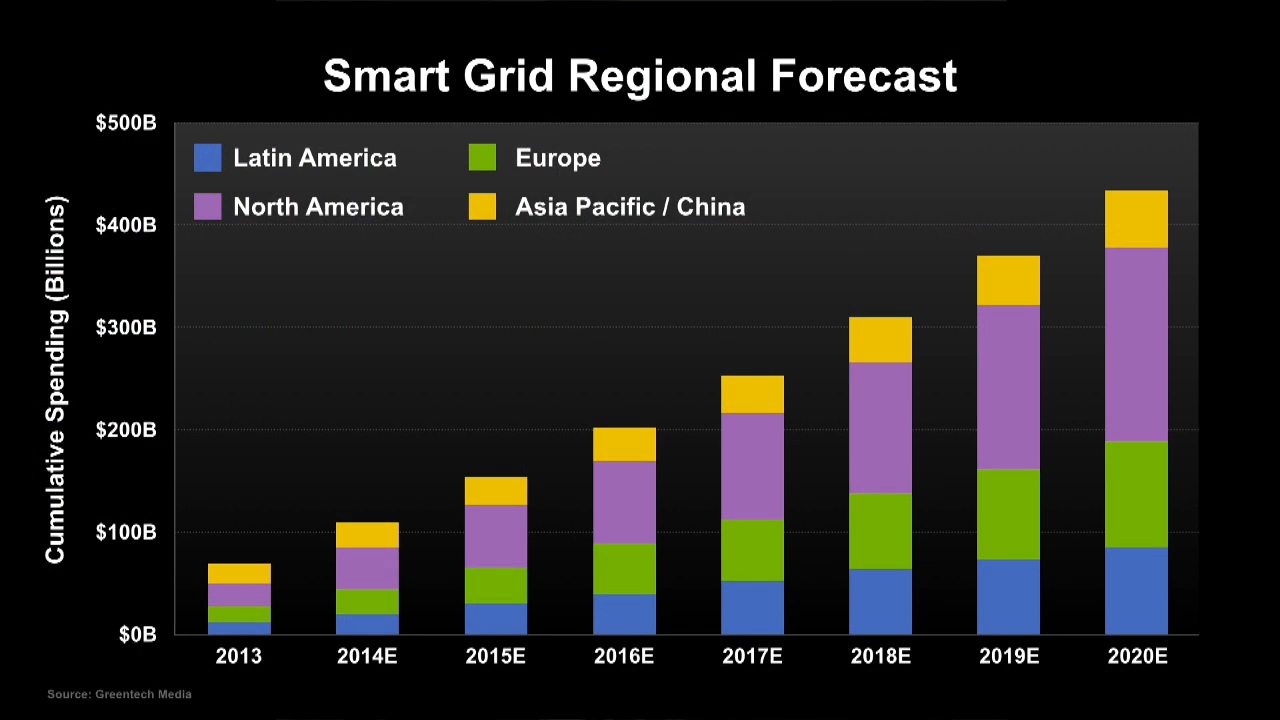 Smart Grid Regional Forecast
Cumulative Spending (Billions)
$500B
$400B
$300B
$200B
$100B
$0B
Latin America
Europe
North America
Asia Pacific / China
2013 2014E 2015E 2016E 2017E 2018E 2019E 2020E
Source: Greentech Media